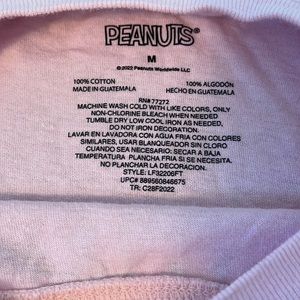 PEANUTS®
M
©2022 Peanuts Worldwide LLC
100% COTTON
MADE IN GUATEMALA
100% ALGODÓN
HECHO EN GUATEMALA
RN# 77272
MACHINE WASH COLD WITH LIKE COLORS, ONLY
NON-CHLORINE BLEACH WHEN NEEDED
TUMBLE DRY LOW COOL IRON AS NEEDED,
DO NOT IRON DECORATION.
LAVAR EN LAVADORA CON AGUA FRIA CON COLORES
SIMILARES, USAR BLANQUEADOR SIN CLORO
CUANDO SEA NECESARIO: SECAR A BAJA
TEMPERATURA PLANCHA FRIA SI SE NECESITA.
NO PLANCHAR LA DECORACION.
STYLE: LF32206FT
UPC# 889560846675
TR: C28F2022